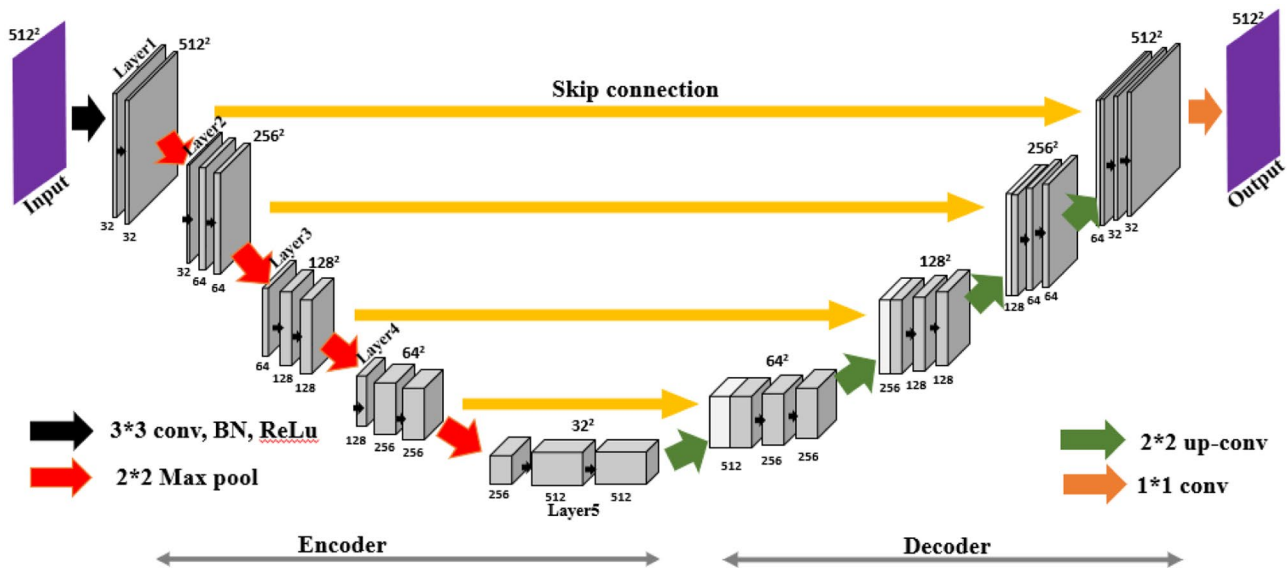 512²
Input
Layer1
512²
32
32
Layer2
256²
32
64
64
Layer3
128²
64
128
128
Layer4
64²
128
256
256
32²
256
512
512
Layer5
Skip connection
64²
512
256
256
128²
256
128
128
256²
128
64
64
512²
64
32
32
512²
Output
3*3 conv, BN, ReLu
2*2 Max pool
2*2 up-conv
1*1 conv
Encoder
Decoder